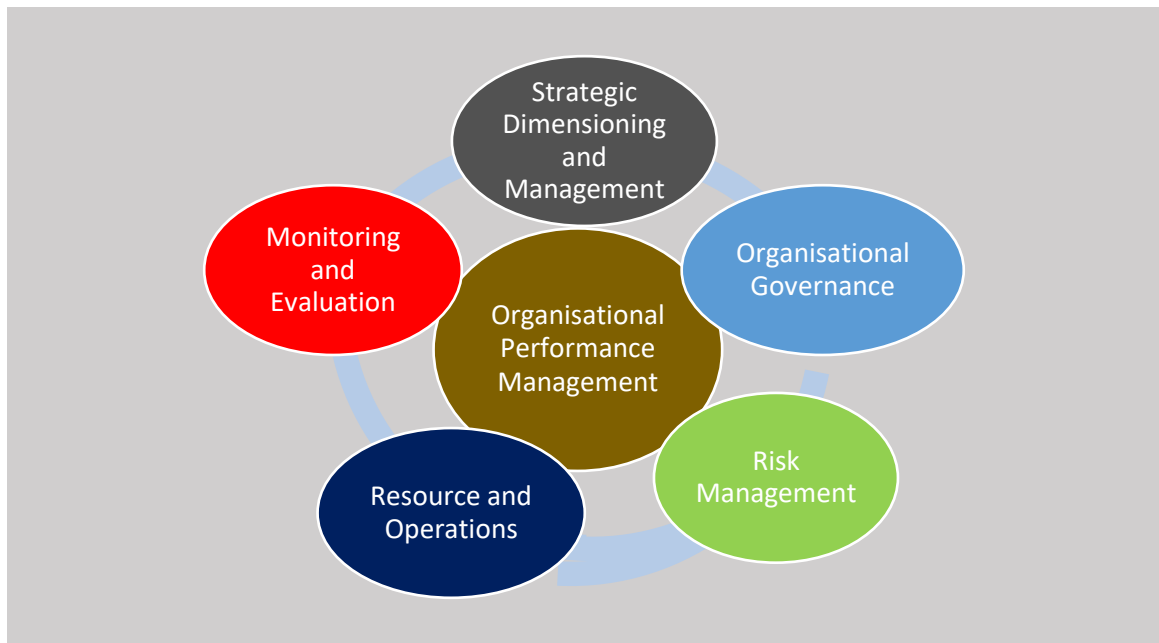 Strategic
Dimensioning
and
Management
Organisational
Governance
Risk
Management
Resource and
Operations
Monitoring
and
Evaluation
Organisational
Performance
Management